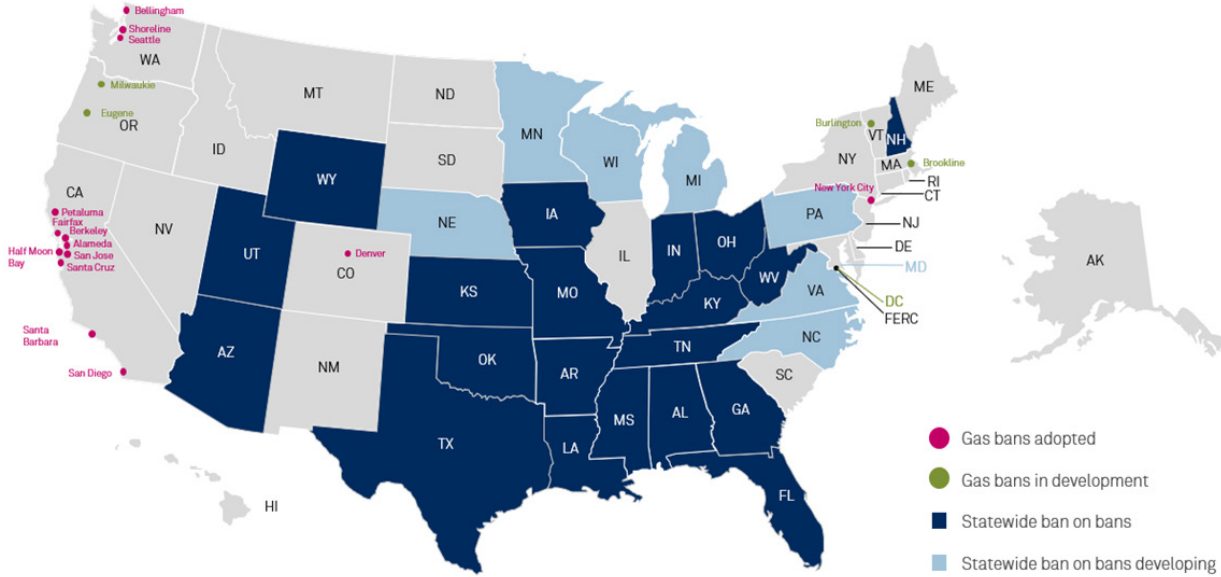 Bellingham
Shoreline
Seattle
WA
Milwaukie
Eugene
OR
MT
ID
ND
SD
MN
WI
MI
ME
Burlington
VT
NH
NY
MA
Brookline
RI
CT
New York City
CA
Petaluma
Fairfax
Berkeley
Alameda
Half Moon
Bay
San Jose
Santa Cruz
Santa
Barbara
San Diego
NV
WY
UT
NE
IA
Denver
CO
IL
IN
OH
PA
NJ
DE
MD
DC
FERC
WV
VA
KS
MO
KY
AZ
NM
OK
AR
TN
NC
SC
TX
LA
MS
AL
GA
FL
AK
HI
Gas bans adopted
Gas bans in development
Statewide ban on bans
Statewide ban on bans developing